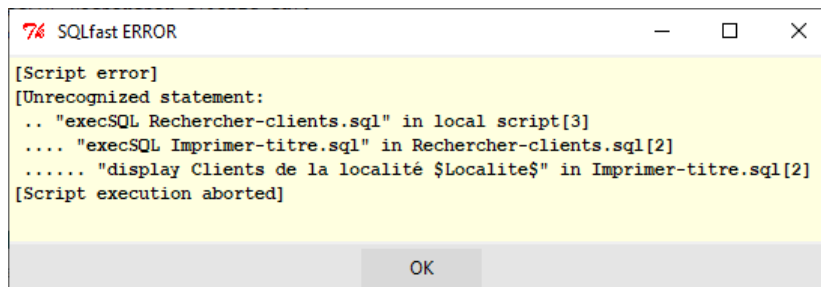 SQLfast ERROR
[Script error]
[Unrecognized statement:
.. "execSQL Rechercher-clients.sql" in local script[3]
.... "execSQL Imprimer-titre.sql" in Rechercher-clients.sql[2]
...... "display Clients de la localité $Localite$" in Imprimer-titre.sql[2]
[Script execution aborted]
OK